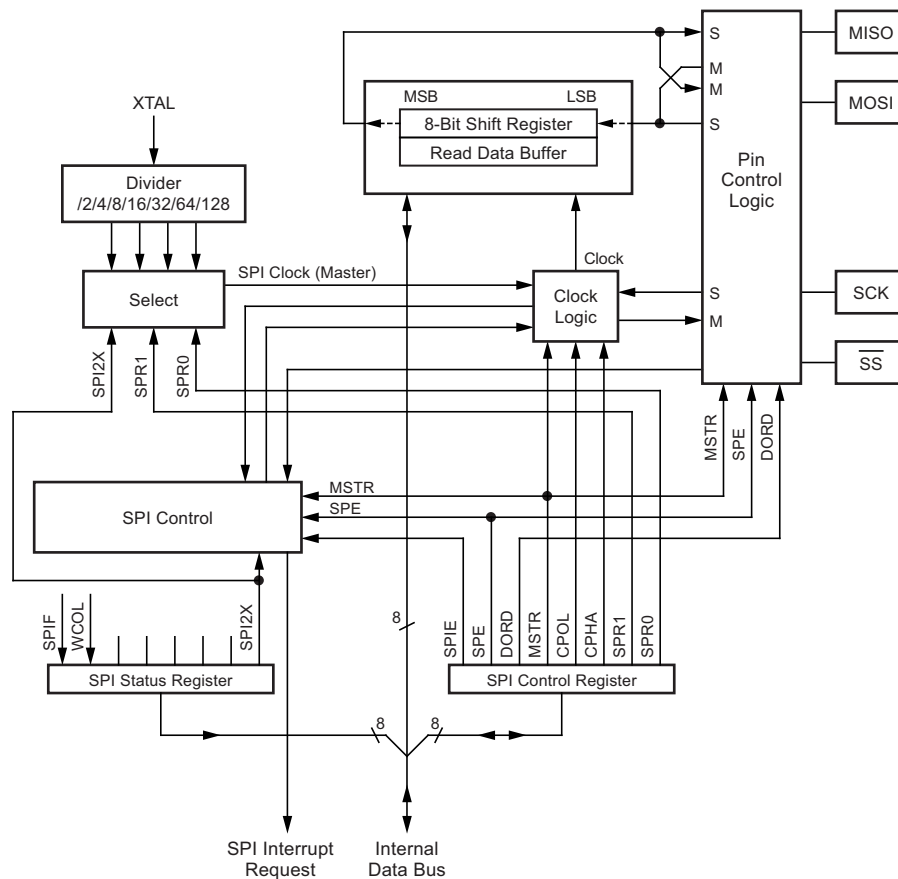 S
MISO
M
M
MOSI
S
Pin
Control
Logic
MSB
LSB
8-Bit Shift Register
Read Data Buffer
XTAL
Divider
/2/4/8/16/32/64/128
Clock
SPI Clock (Master)
Select
Clock
Logic
S
M
SCK
SS
SPI2X
SPR1
SPR0
MSTR
SPE
DORD
SPI Control
MSTR
SPE
SPIF
WCOL
SPI2X
8
SPIE
SPE
DORD
MSTR
CPOL
CPHA
SPR1
SPR0
SPI Status Register
SPI Control Register
8
8
SPI Interrupt
Request
Internal
Data Bus